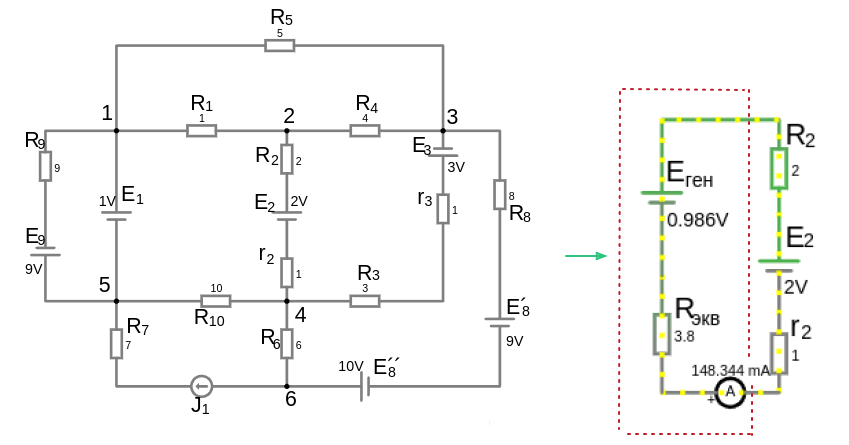 R5
5
1
R1
1
2
R4
4
3
R9
9
R2
2
E3
3V
1V E1
E2 2V
r3
1
8
R8
E9
9V
r2
1
5
10
R10
R3
3
4
E´8
9V
R7
7
R6
6
10V E´´8
J1
6
R2
2
Eген
0.986V
E2
2V
Rэкв
3.8
r2
1
148.344 mA
A
+